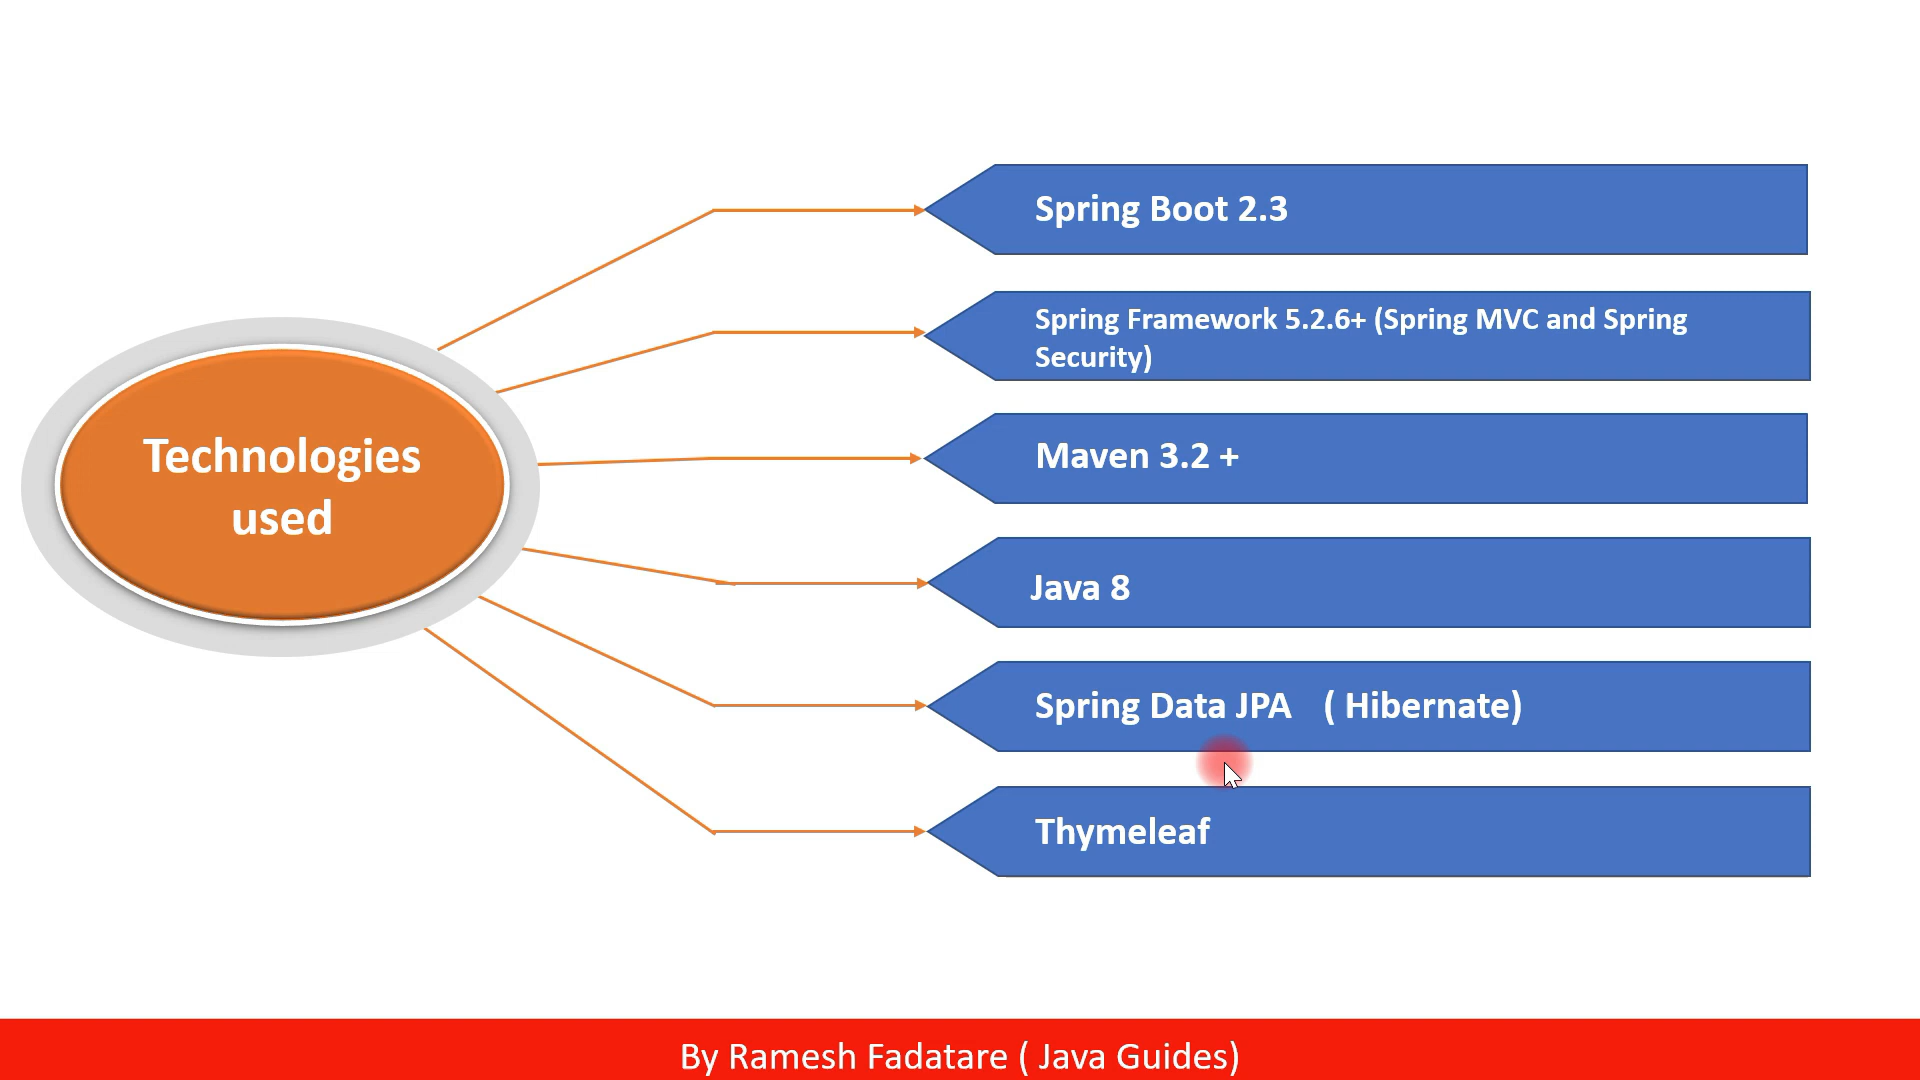 Technologies
used
Spring Boot 2.3
Spring Framework 5.2.6+ (Spring MVC and Spring
Security)
Maven 3.2 +
Java 8
Spring Data JPA ( Hibernate)
Thymeleaf
By Ramesh Fadatare ( Java Guides)